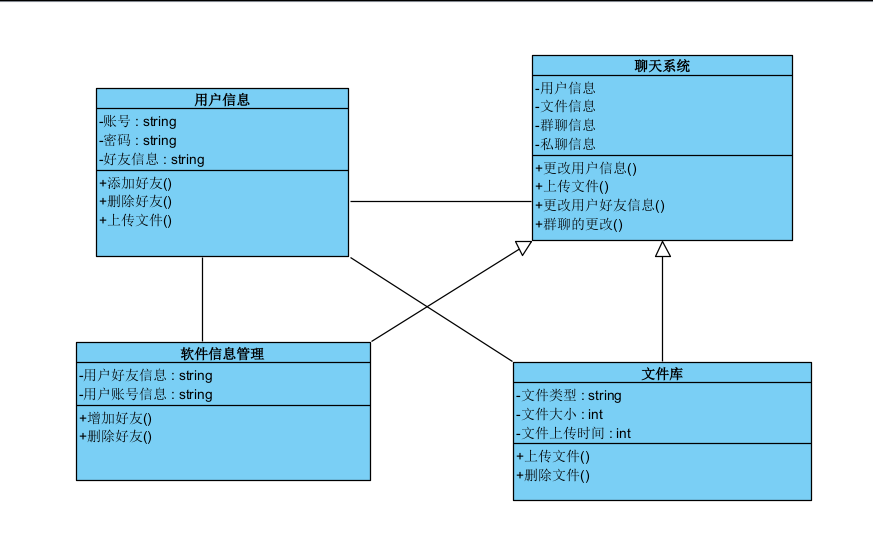 用户信息
-账号 : string
-密码 : string
-好友信息 : string
+添加好友()
+删除好友()
+上传文件()
聊天系统
-用户信息
-文件信息
-群聊信息
-私聊信息
+更改用户信息()
+上传文件()
+更改用户好友信息()
+群聊的更改()
软件信息管理
-用户好友信息 : string
-用户账号信息 : string
+增加好友()
+删除好友()
文件库
-文件类型 : string
-文件大小 : int
-文件上传时间 : int
+上传文件()
+删除文件()